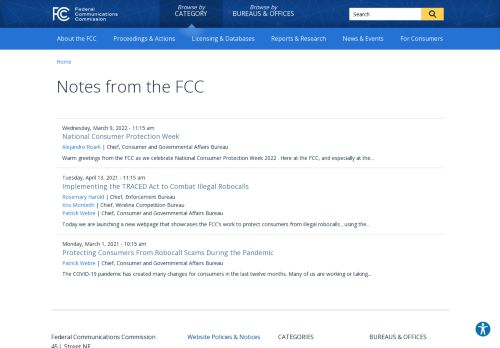 FCC Federal Communications Commission
Browse by CATEGORY
Browse by BUREAUS & OFFICES
Search
About the FCC
Proceedings & Actions
Licensing & Databases
Reports & Research
News & Events
For Consumers
Home
Notes from the FCC
Wednesday, March 9, 2022 - 11:15 am
National Consumer Protection Week
Alejandro Roark | Chief, Consumer and Governmental Affairs Bureau
Warm greetings from the FCC as we celebrate National Consumer Protection Week 2022 . Here at the FCC, and especially at the...
Tuesday, April 13, 2021 - 11:15 am
Implementing the TRACED Act to Combat Illegal Robocalls
Rosemary Harold | Chief, Enforcement Bureau
Kris Monteith | Chief, Wireline Competition Bureau
Patrick Webre | Chief, Consumer and Governmental Affairs Bureau
Today we are launching a new webpage that showcases the FCC's work to protect consumers from illegal robocalls , using the...
Monday, March 1, 2021 - 10:15 am
Protecting Consumers From Robocall Scams During the Pandemic
Patrick Webre | Chief, Consumer and Governmental Affairs Bureau
The COVID-19 pandemic has created many changes for consumers in the last twelve months. Many of us are working or taking...
Federal Communications Commission
45 L Street NE
Website Policies & Notices
CATEGORIES
BUREAUS & OFFICES